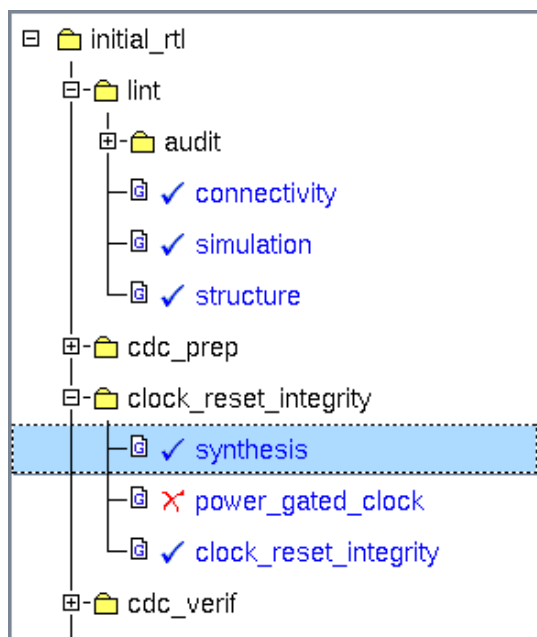 initial_rtl
lint
audit
G connectivity
G simulation
G structure
cdc_prep
clock_reset_integrity
G synthesis
G power_gated_clock
G clock_reset_integrity
cdc_verif